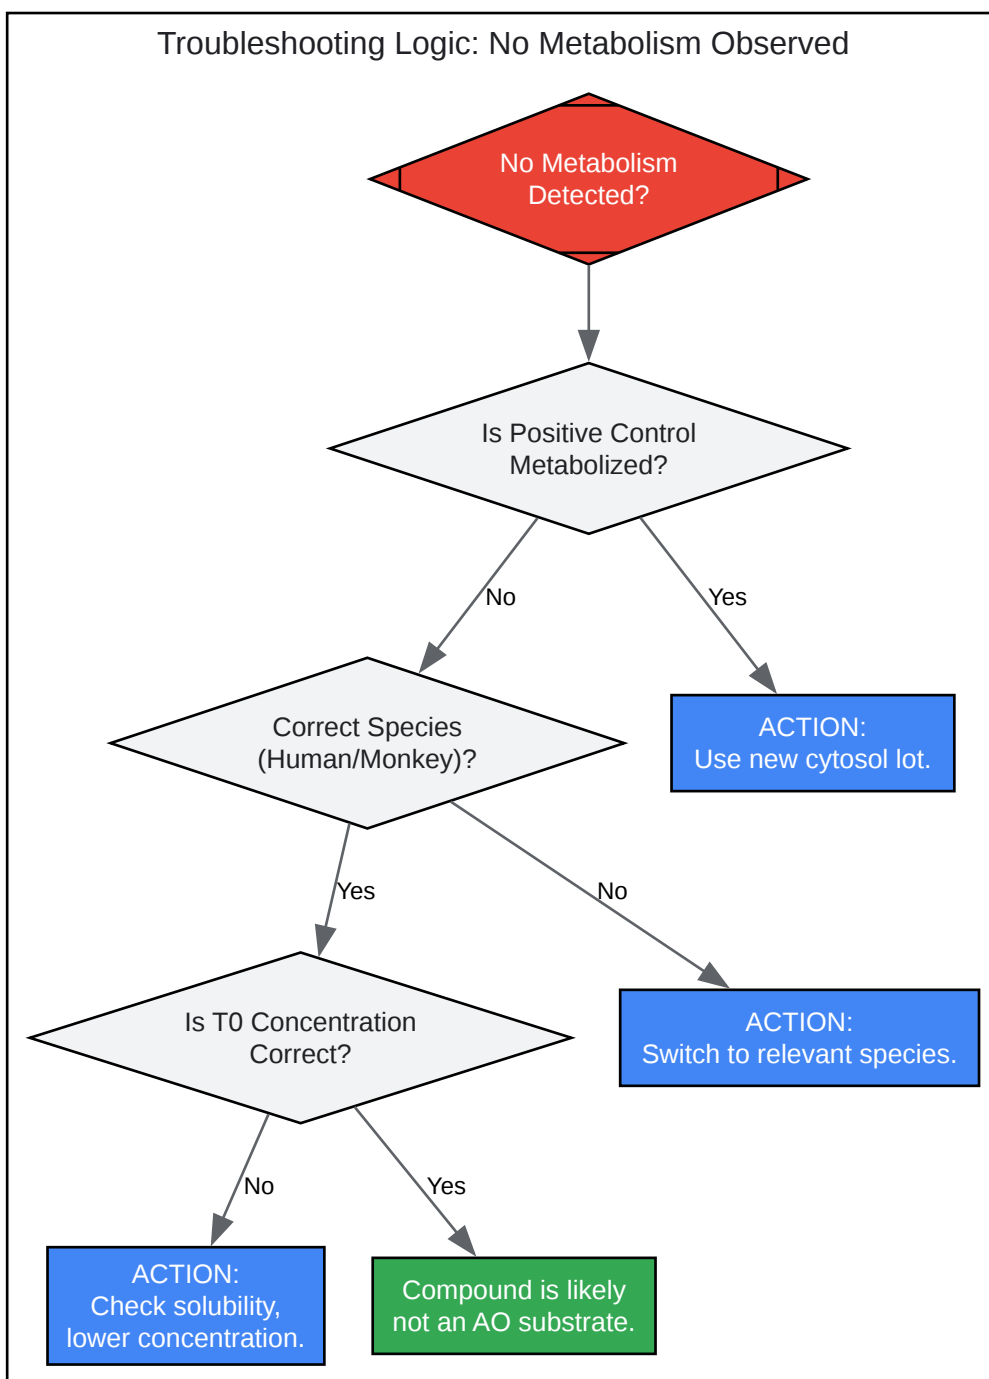 Troubleshooting Logic: No Metabolism Observed
No Metabolism
Detected?
Is Positive Control
Metabolized?
No
Yes
Correct Species
(Human/Monkey)?
ACTION:
Use new cytosol lot.
Yes
No
Is T0 Concentration
Correct?
ACTION:
Switch to relevant species.
No
Yes
ACTION:
Check solubility,
lower concentration.
Compound is likely
not an AO substrate.